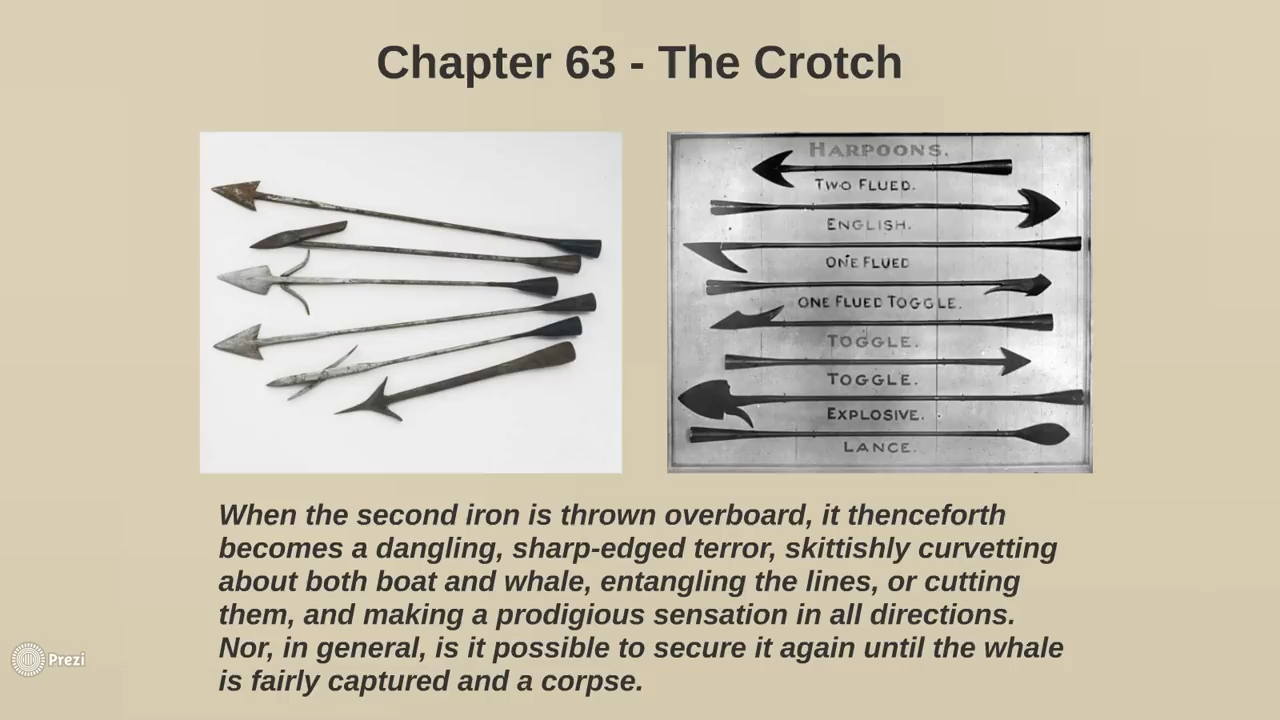 Chapter 63 - The Crotch
HARPOONS.
TWO FLUED.
ENGLISH.
ONE FLUED
ONE FLUED TOGGLE.
TOGGLE.
TOGGLE.
EXPLOSIVE.
LANCE.
When the second iron is thrown overboard, it thenceforth
becomes a dangling, sharp-edged terror, skittishly curvetting
about both boat and whale, entangling the lines, or cutting
them, and making a prodigious sensation in all directions.
Nor, in general, is it possible to secure it again until the whale
is fairly captured and a corpse.
Prezi